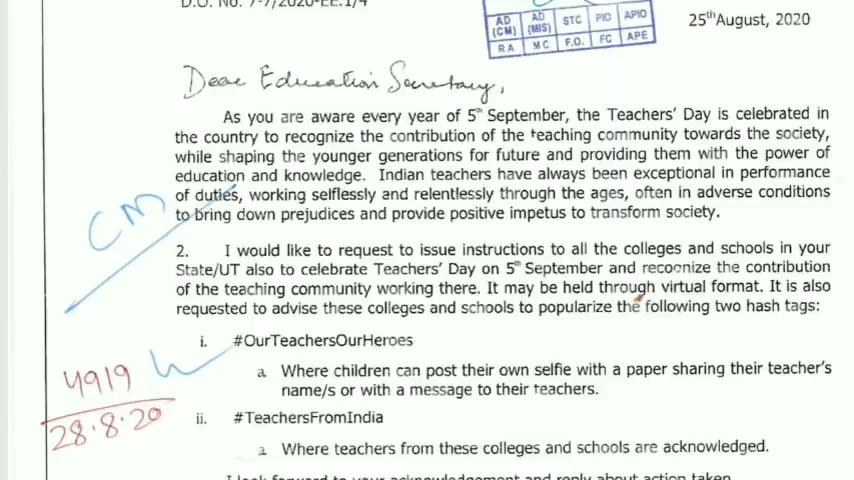 D.O. No. 7-7/2020-EE.1/4
AD (CM) AD (MIS) STC PIO APIO
RA MC F.O. FC APE
25th August, 2020
Dear Education Secretary,
As you are aware every year of 5th September, the Teachers' Day is celebrated in
the country to recognize the contribution of the teaching community towards the society,
while shaping the younger generations for future and providing them with the power of
education and knowledge. Indian teachers have always been exceptional in performance
of duties, working selflessly and relentlessly through the ages, often in adverse conditions
to bring down prejudices and provide positive impetus to transform society.
CM
2. I would like to request to issue instructions to all the colleges and schools in your
State/UT also to celebrate Teachers' Day on 5th September and recognize the contribution
of the teaching community working there. It may be held through virtual format. It is also
requested to advise these colleges and schools to popularize the following two hash tags:
i. #OurTeachersOurHeroes
a Where children can post their own selfie with a paper sharing their teacher's
name/s or with a message to their teachers.
4919
28.8.20
ii. #TeachersFromIndia
a Where teachers from these colleges and schools are acknowledged.
I look forward to your acknowledgement and reply about action taken